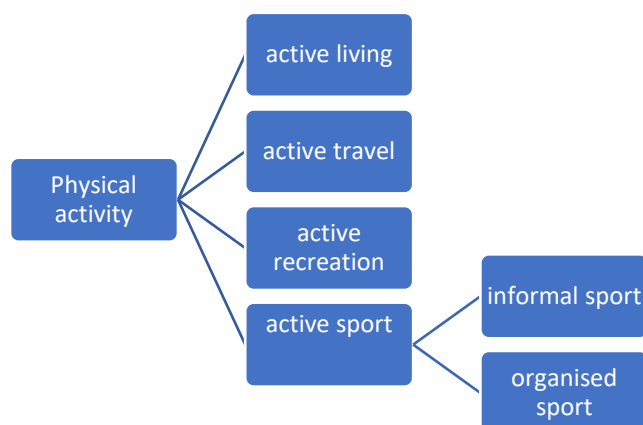 active living
active travel
Physical
activity
active
recreation
active sport
informal sport
organised
sport